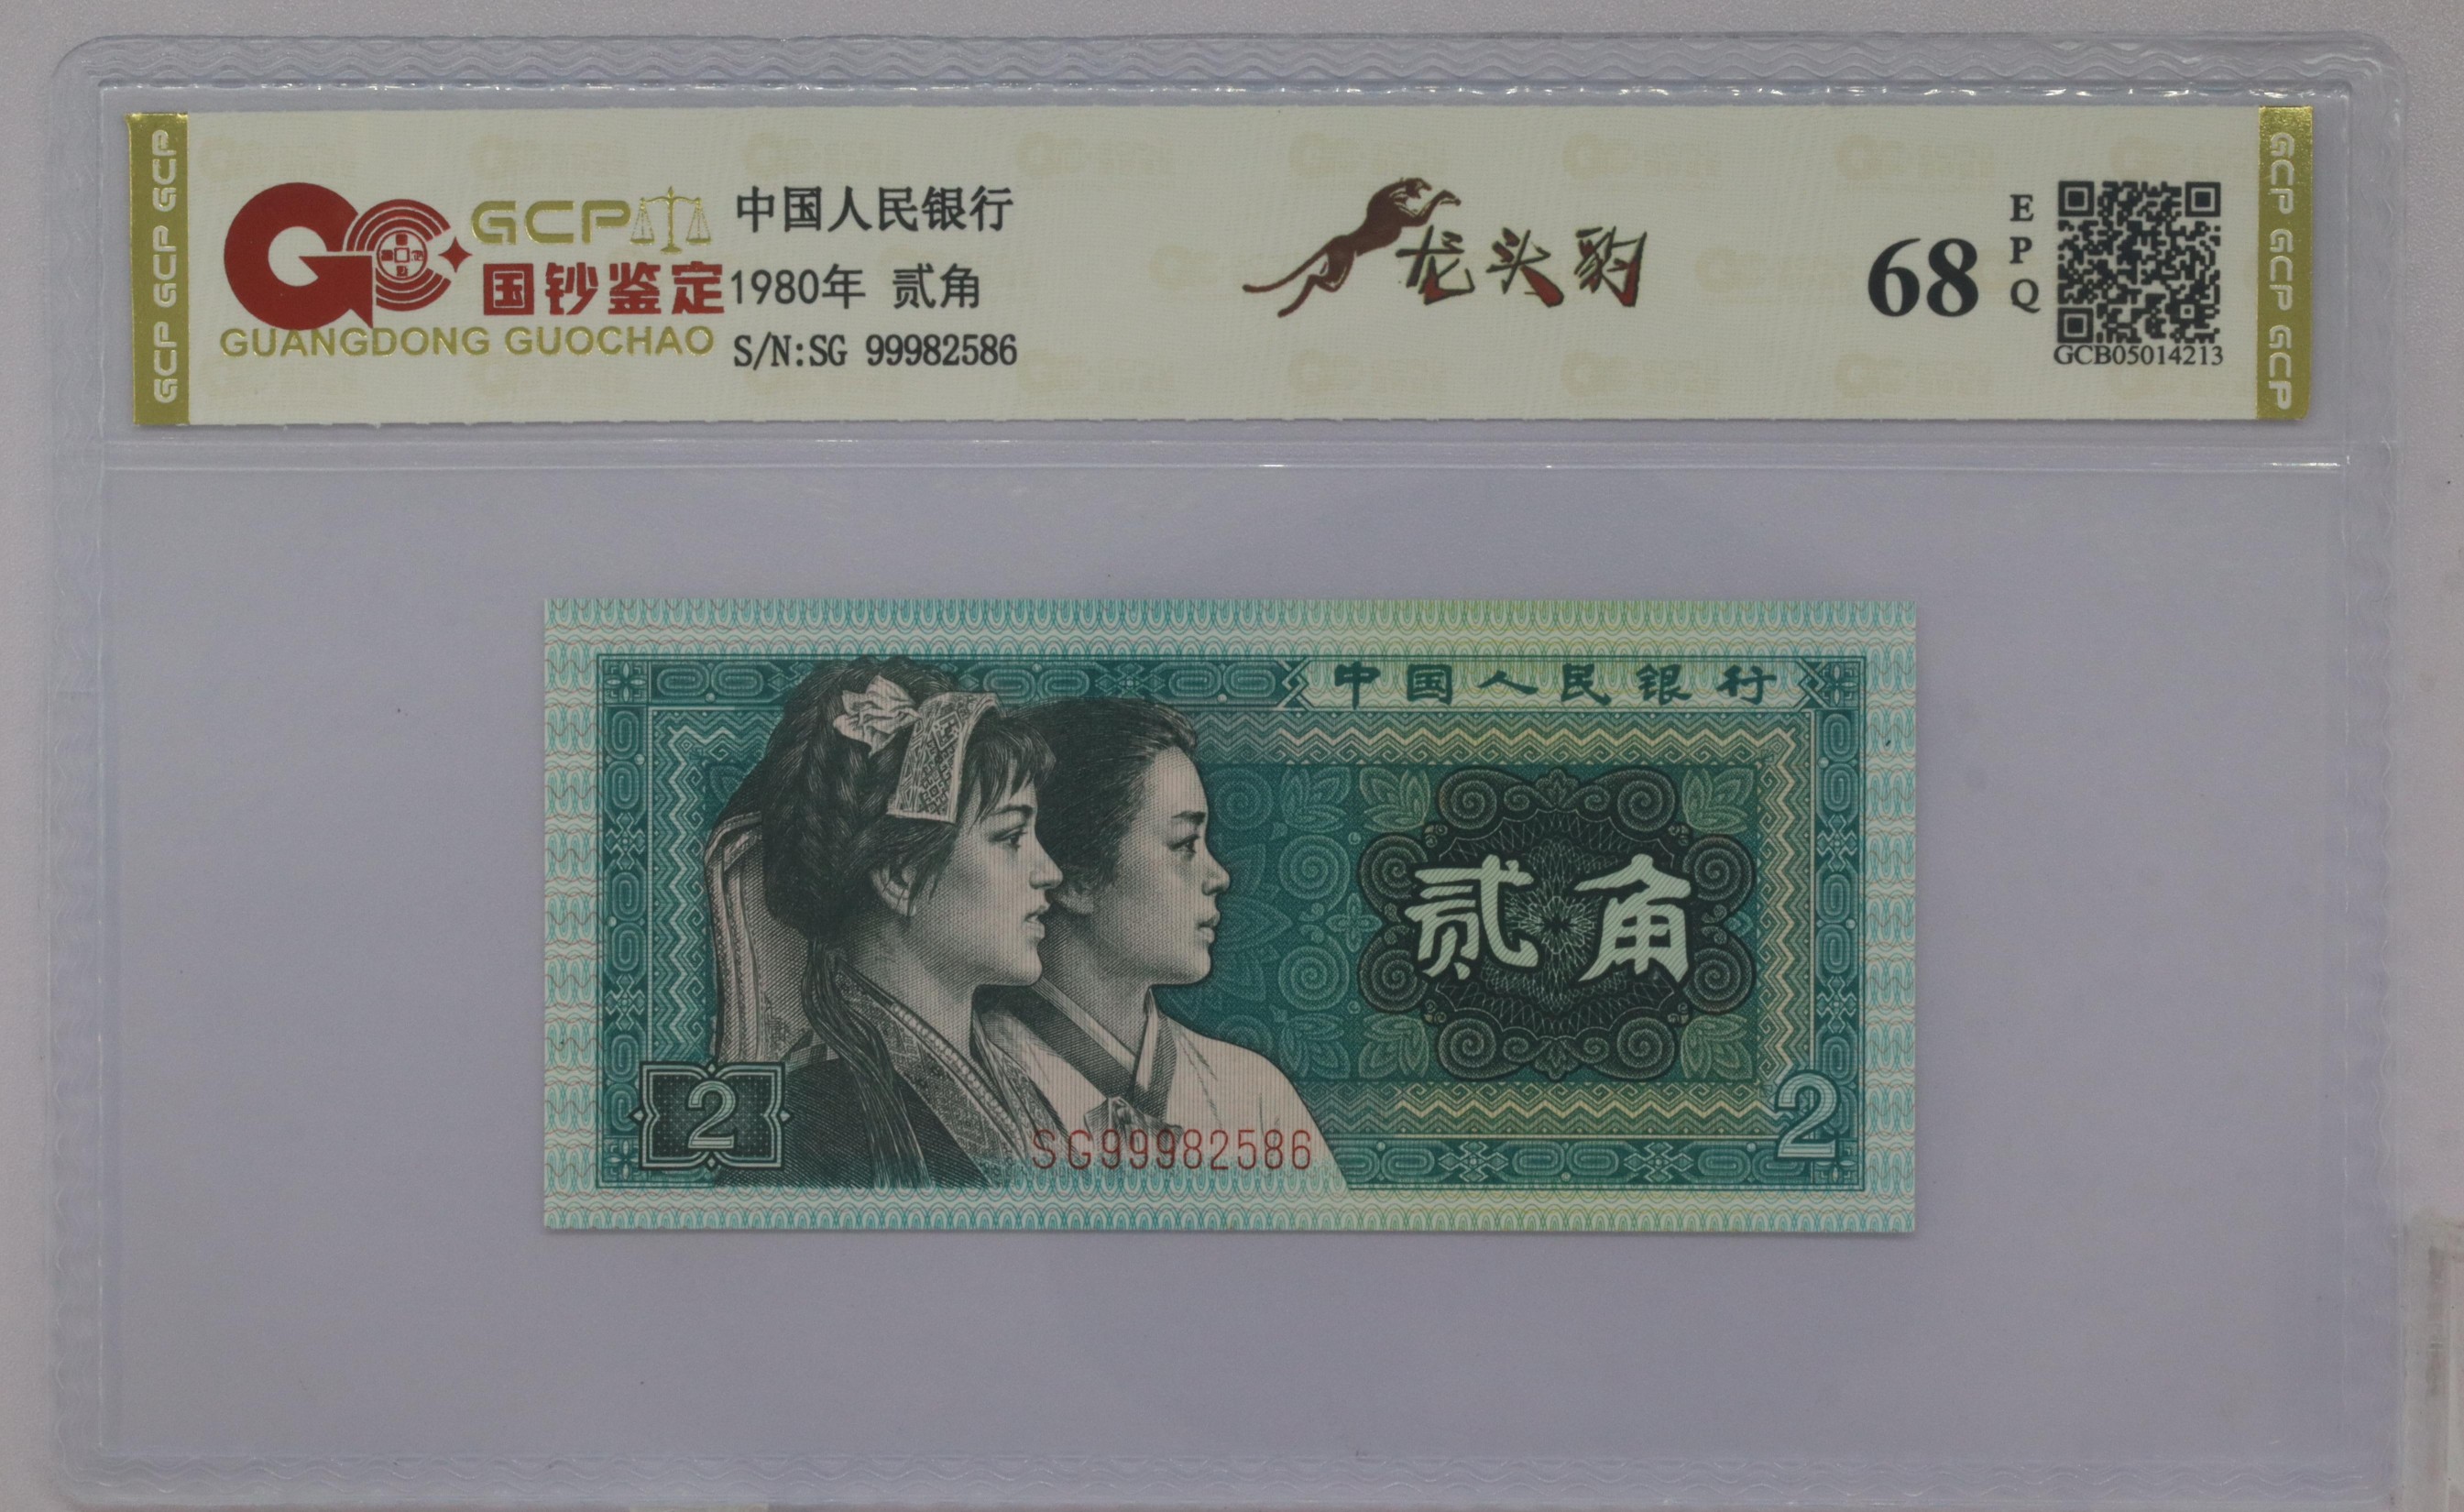 GCP GCP GCP
GCP
国钞鉴定
GUANGDONG GUOCHAO
中国人民银行
1980年 贰角
S/N:SG 99982586
龙头豹
68
EPQ
GCB05014213
GCP GCP GCP
中国人民银行
贰角
2
SG99982586
2